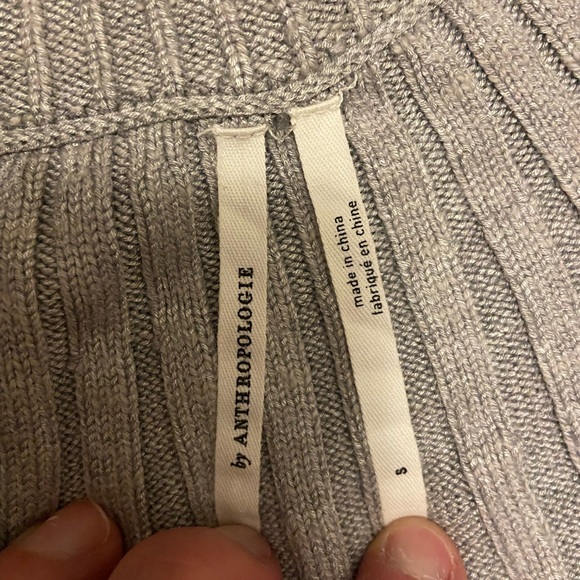 by ANTHROPOLOGIE
made in china
fabriqué en chine
S